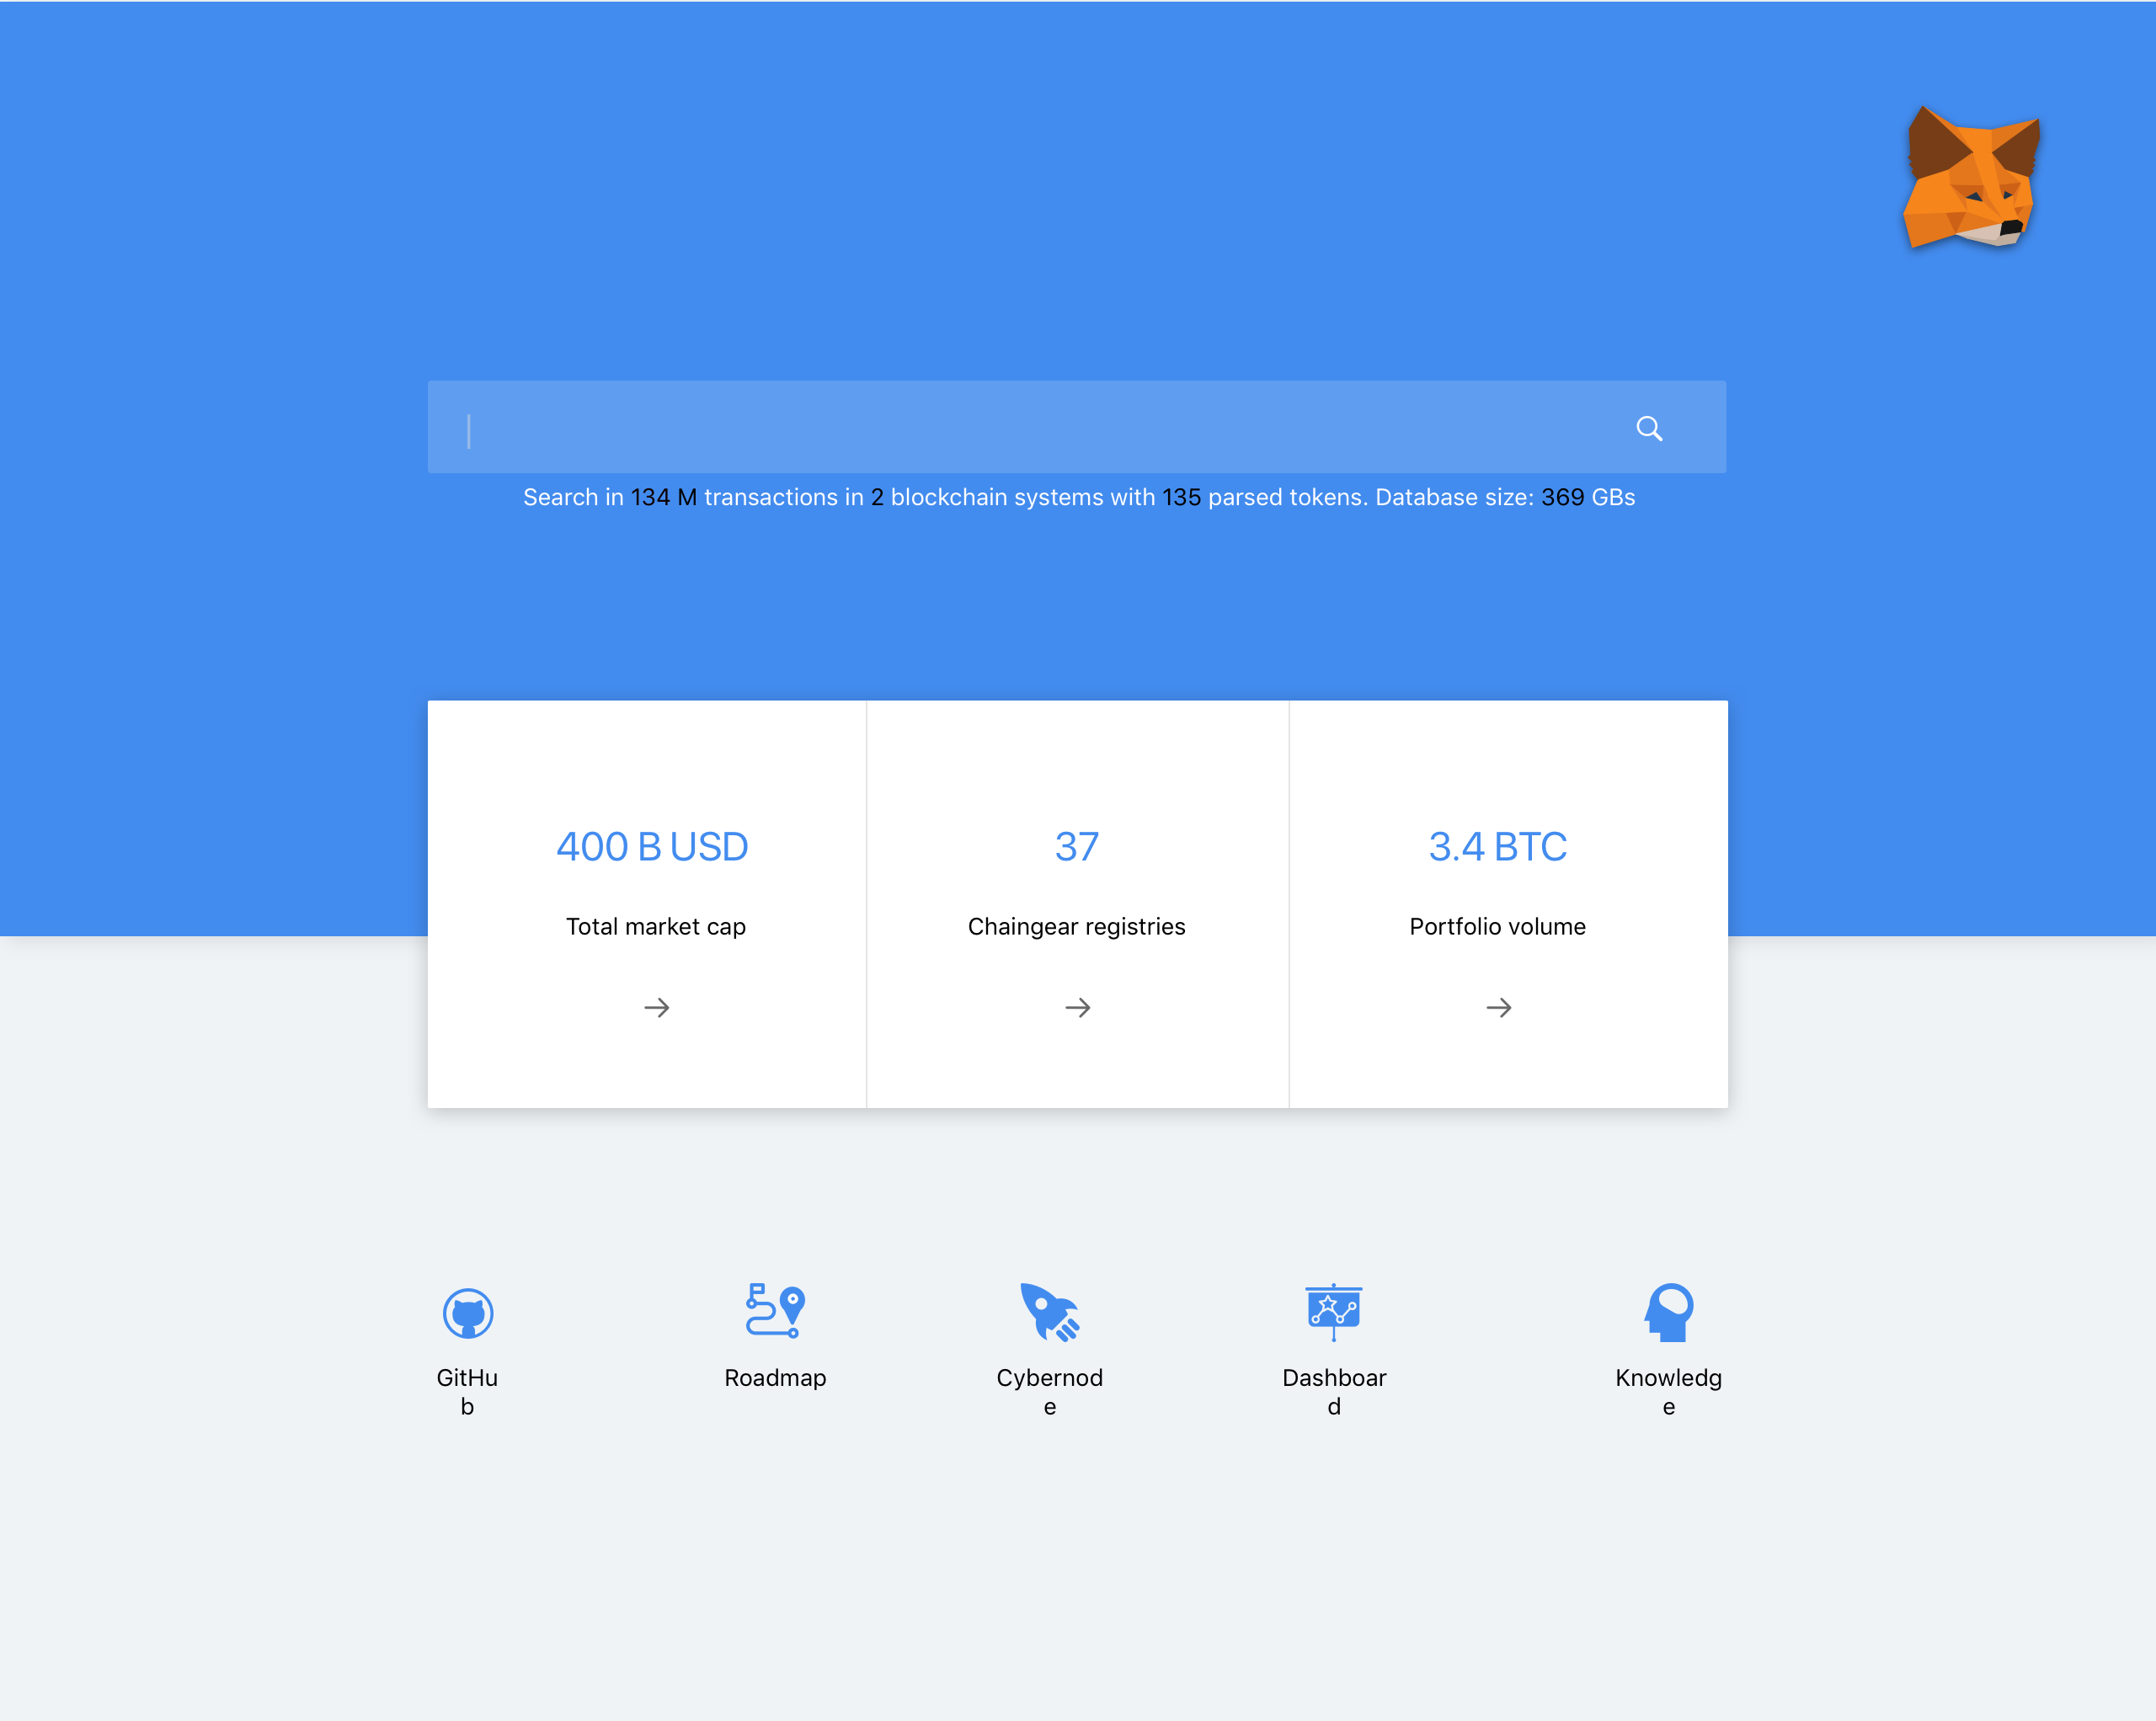 Search in 134 M transactions in 2 blockchain systems with 135 parsed tokens. Database size: 369 GBs
400 B USD
Total market cap
37
Chaingear registries
3.4 BTC
Portfolio volume
GitHu
b
Roadmap
Cybernod
e
Dashboar
d
Knowledg
e